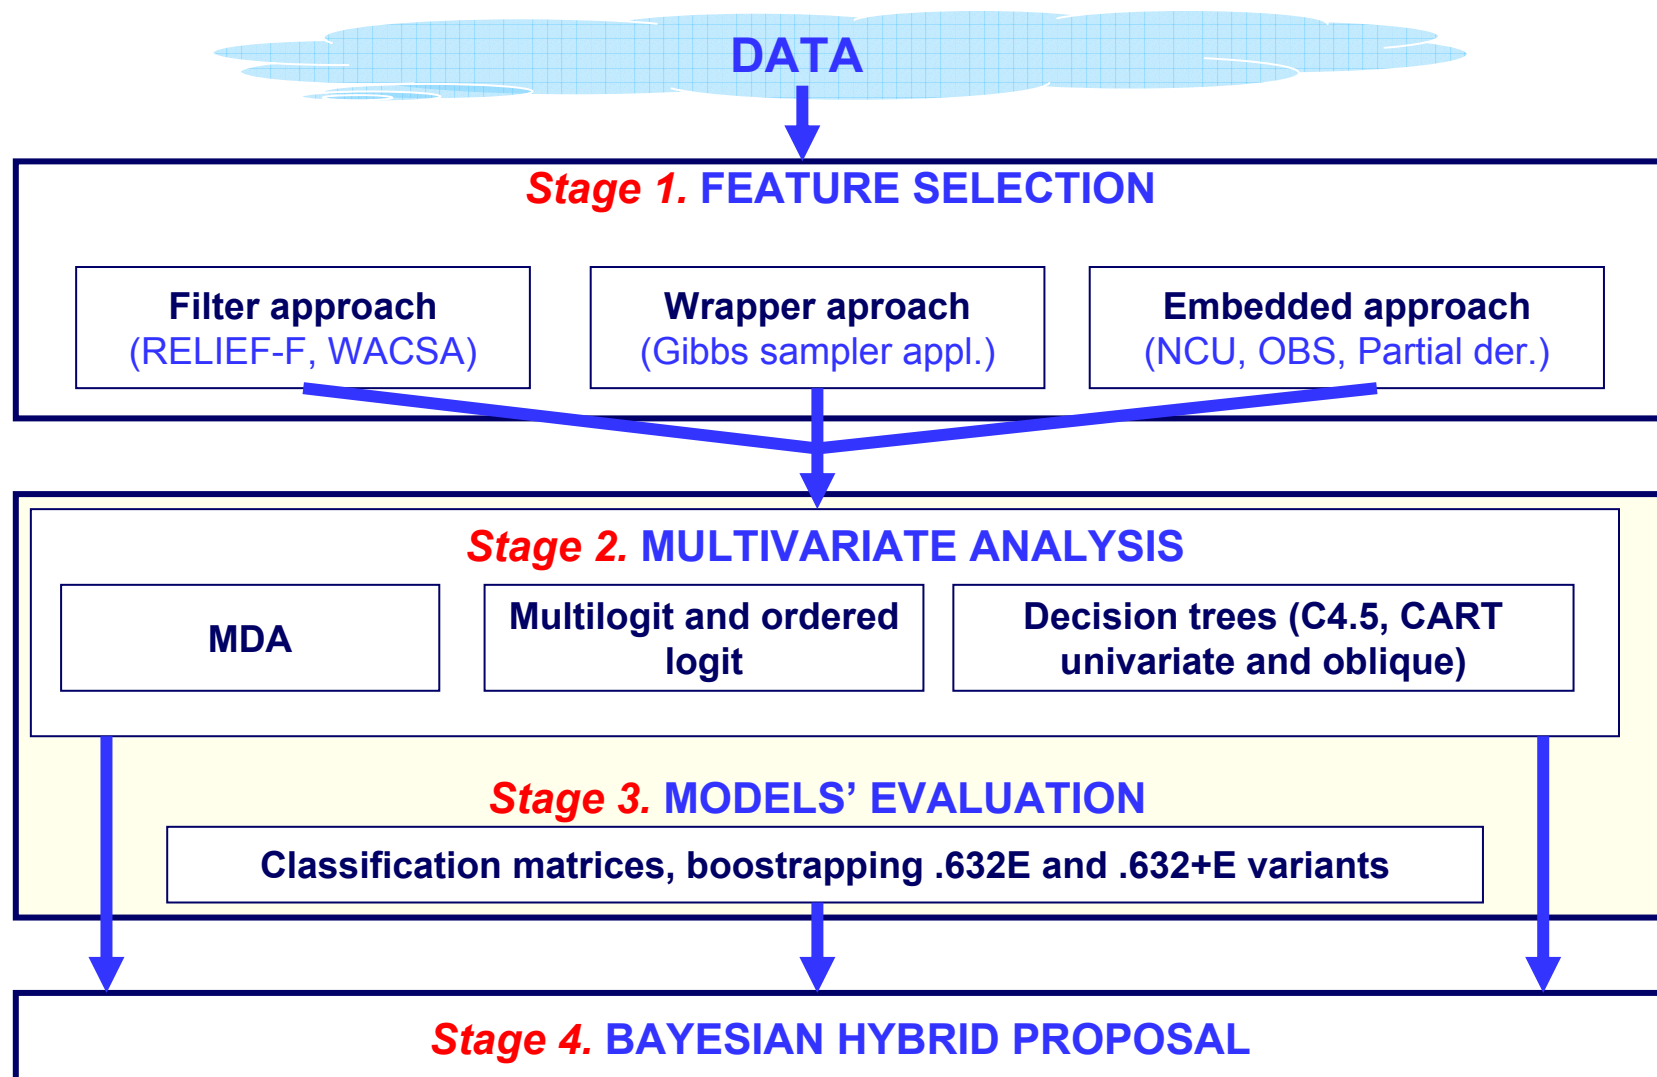 DATA
Stage 1. FEATURE SELECTION
Filter approach
(RELIEF-F, WACSA)
Wrapper aproach
(Gibbs sampler appl.)
Embedded approach
(NCU, OBS, Partial der.)
Stage 2. MULTIVARIATE ANALYSIS
MDA
Multilogit and ordered
logit
Decision trees (C4.5, CART
univariate and oblique)
Stage 3. MODELS’ EVALUATION
Classification matrices, boostrapping .632E and .632+E variants
Stage 4. BAYESIAN HYBRID PROPOSAL